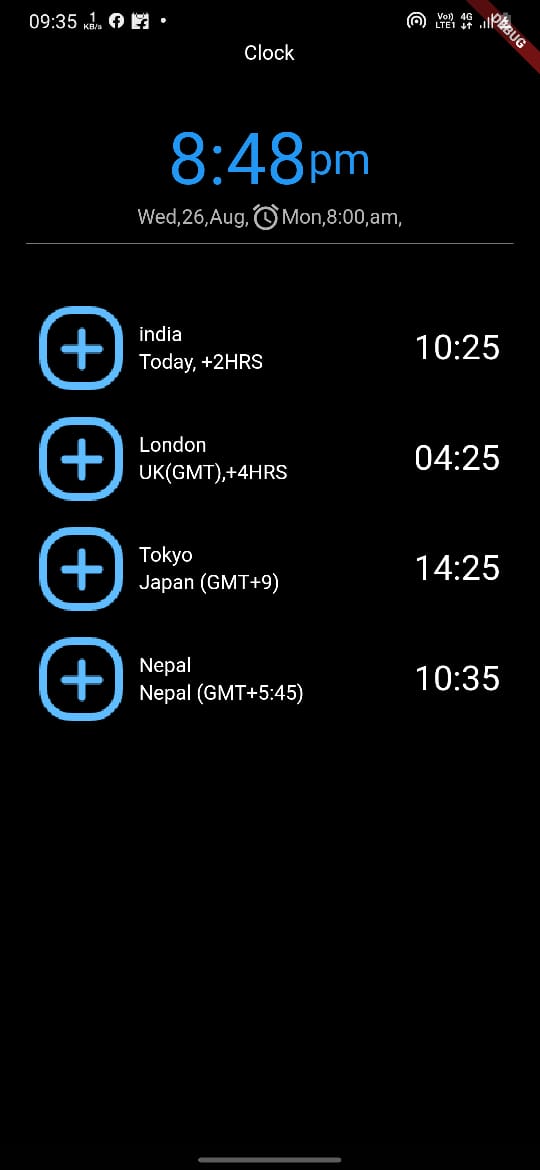 09:35 1 KB/s Vo) LTE1 4G DEBUG
Clock
8:48pm
Wed,26,Aug, Mon,8:00,am,
india
Today, +2HRS
10:25
London
UK(GMT),+4HRS
04:25
Tokyo
Japan (GMT+9)
14:25
Nepal
Nepal (GMT+5:45)
10:35